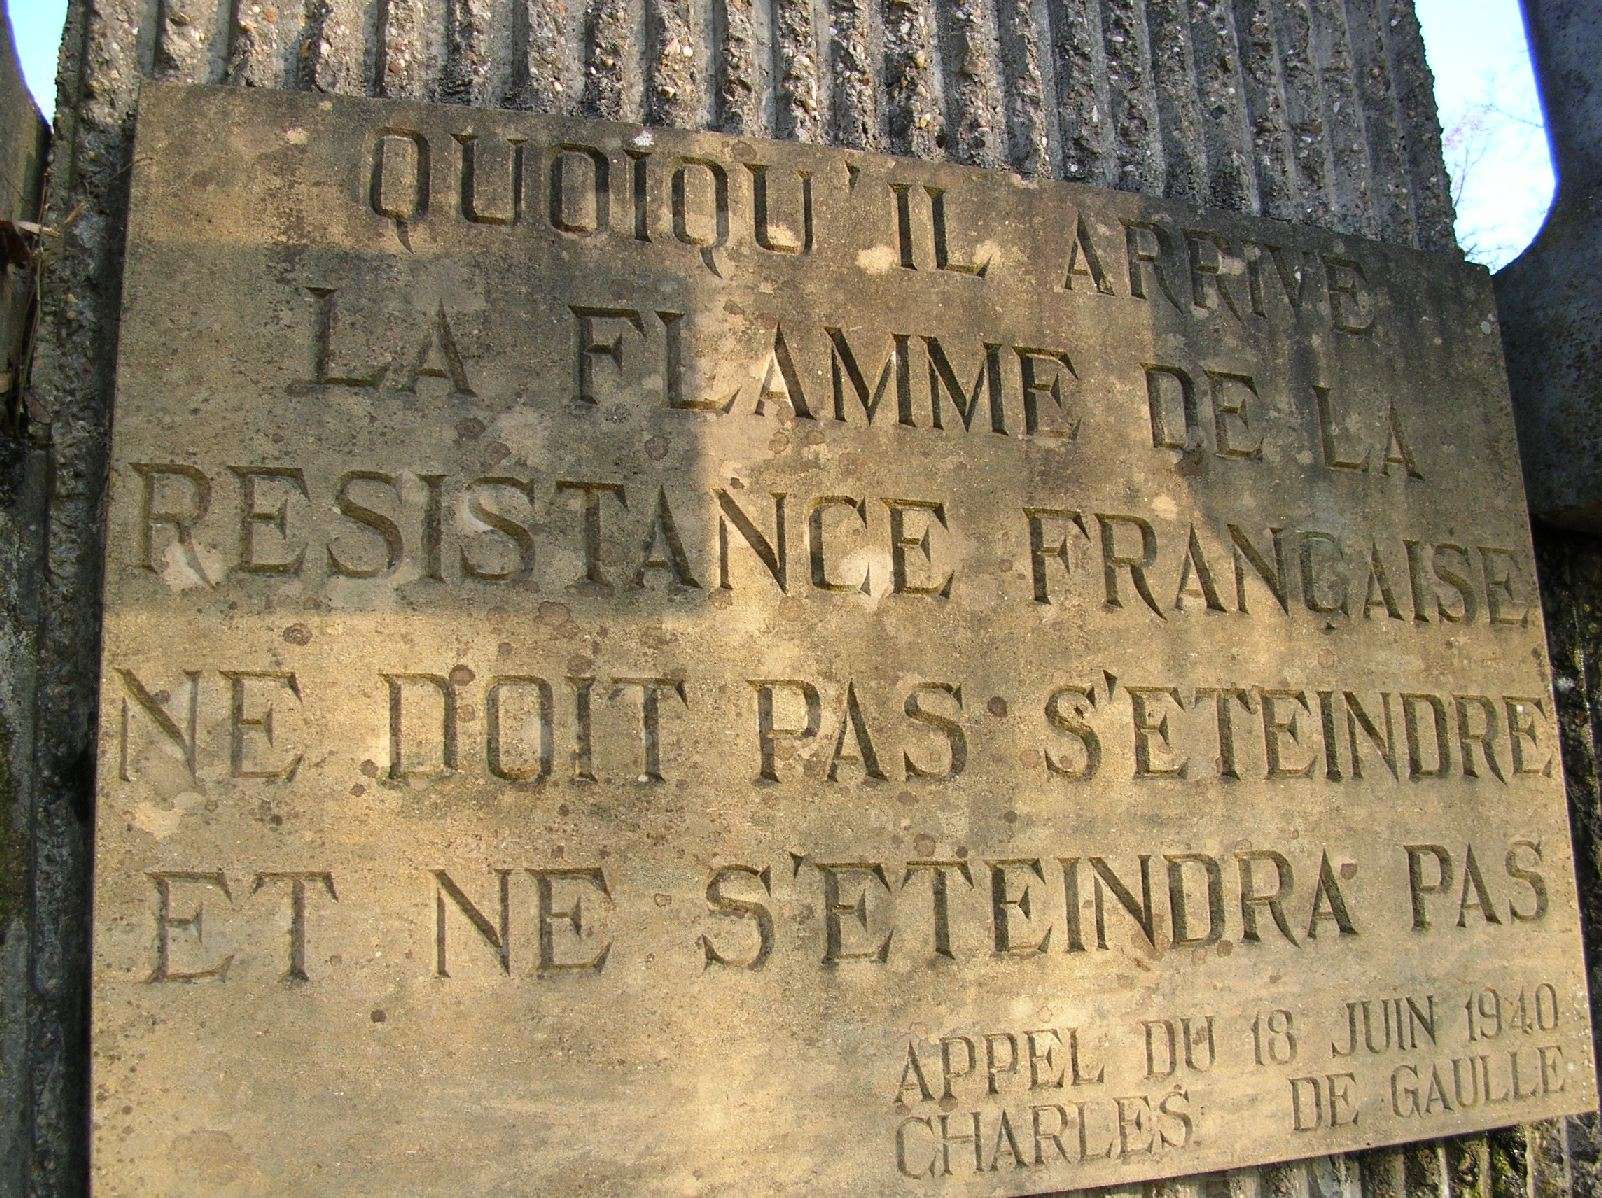 QUOIQU'IL ARRIVE
LA FLAMME DE LA
RESISTANCE FRANÇAISE
NE DOIT PAS S'ETEINDRE
ET NE S'ETEINDRA PAS
APPEL DU 18 JUIN 1940
CHARLES DE GAULLE